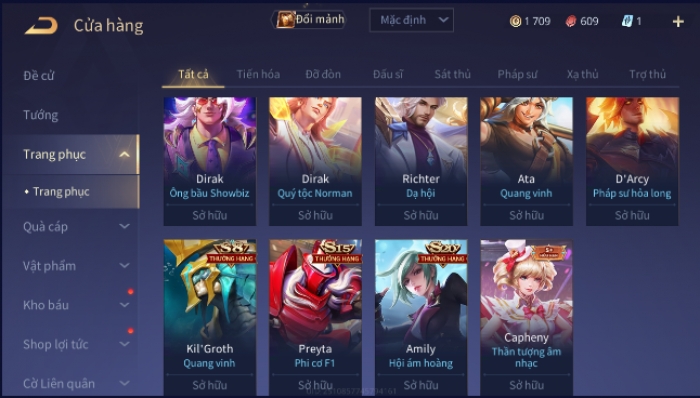 Cửa hàng
Đổi mảnh
Mặc định
1 709
609
1
Đề cử
Tướng
Trang phục
Trang phục
Quà cáp
Vật phẩm
Kho báu
Shop lợi tức
Cờ Liên quân
Tất cả
Tiến hóa
Đỡ đòn
Đấu sĩ
Sát thủ
Pháp sư
Xạ thủ
Trợ thủ
Dirak
Ông bầu Showbiz
Sở hữu
Dirak
Quý tộc Norman
Sở hữu
Richter
Dạ hội
Sở hữu
Ata
Quang vinh
Sở hữu
D'Arcy
Pháp sư hỏa long
Sở hữu
S8
THƯỞNG HẠNG
Kil'Groth
Quang vinh
Sở hữu
S15
THƯỞNG HẠNG
Preyta
Phi cơ F1
Sở hữu
S20
THƯỞNG HẠNG
Amily
Hội ám hoàng
Sở hữu
S+
Capheny
Thần tượng âm
nhạc
Sở hữu